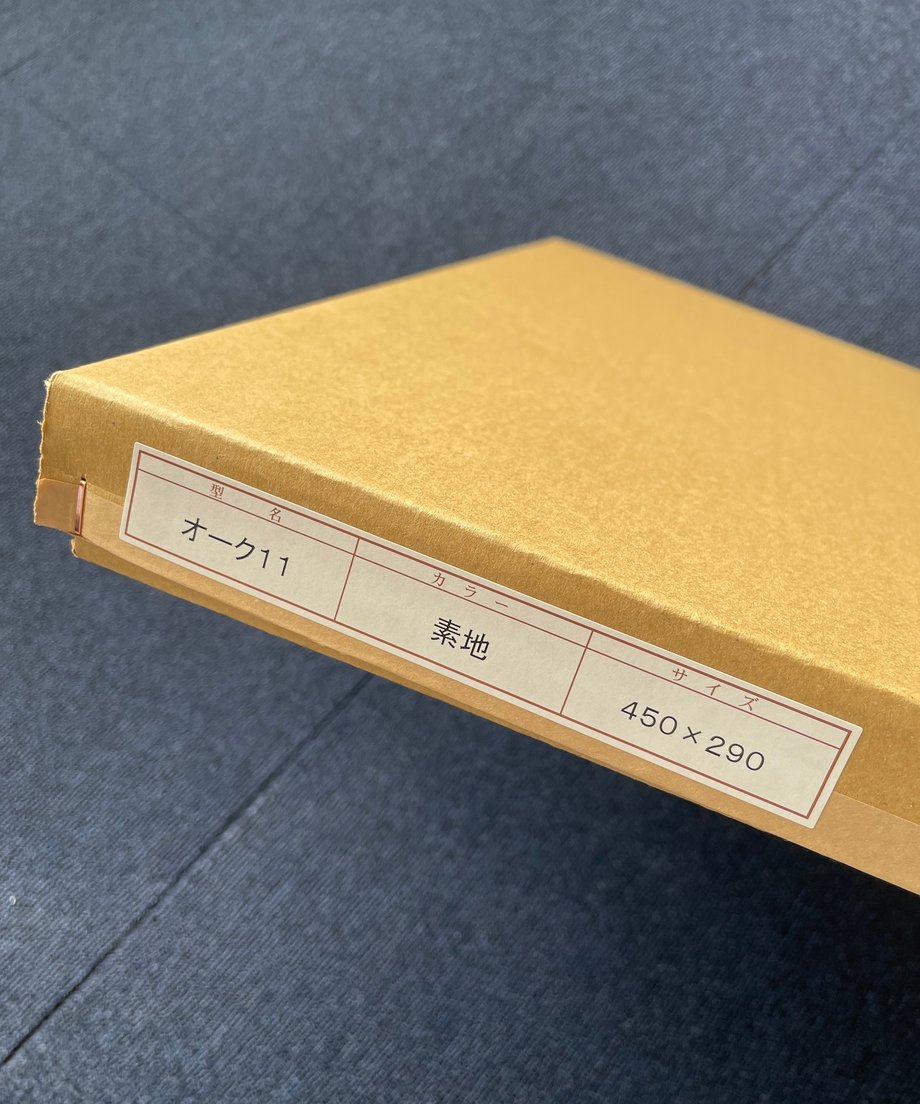 型名
オーク11
カラー
素地
サイズ
450×290